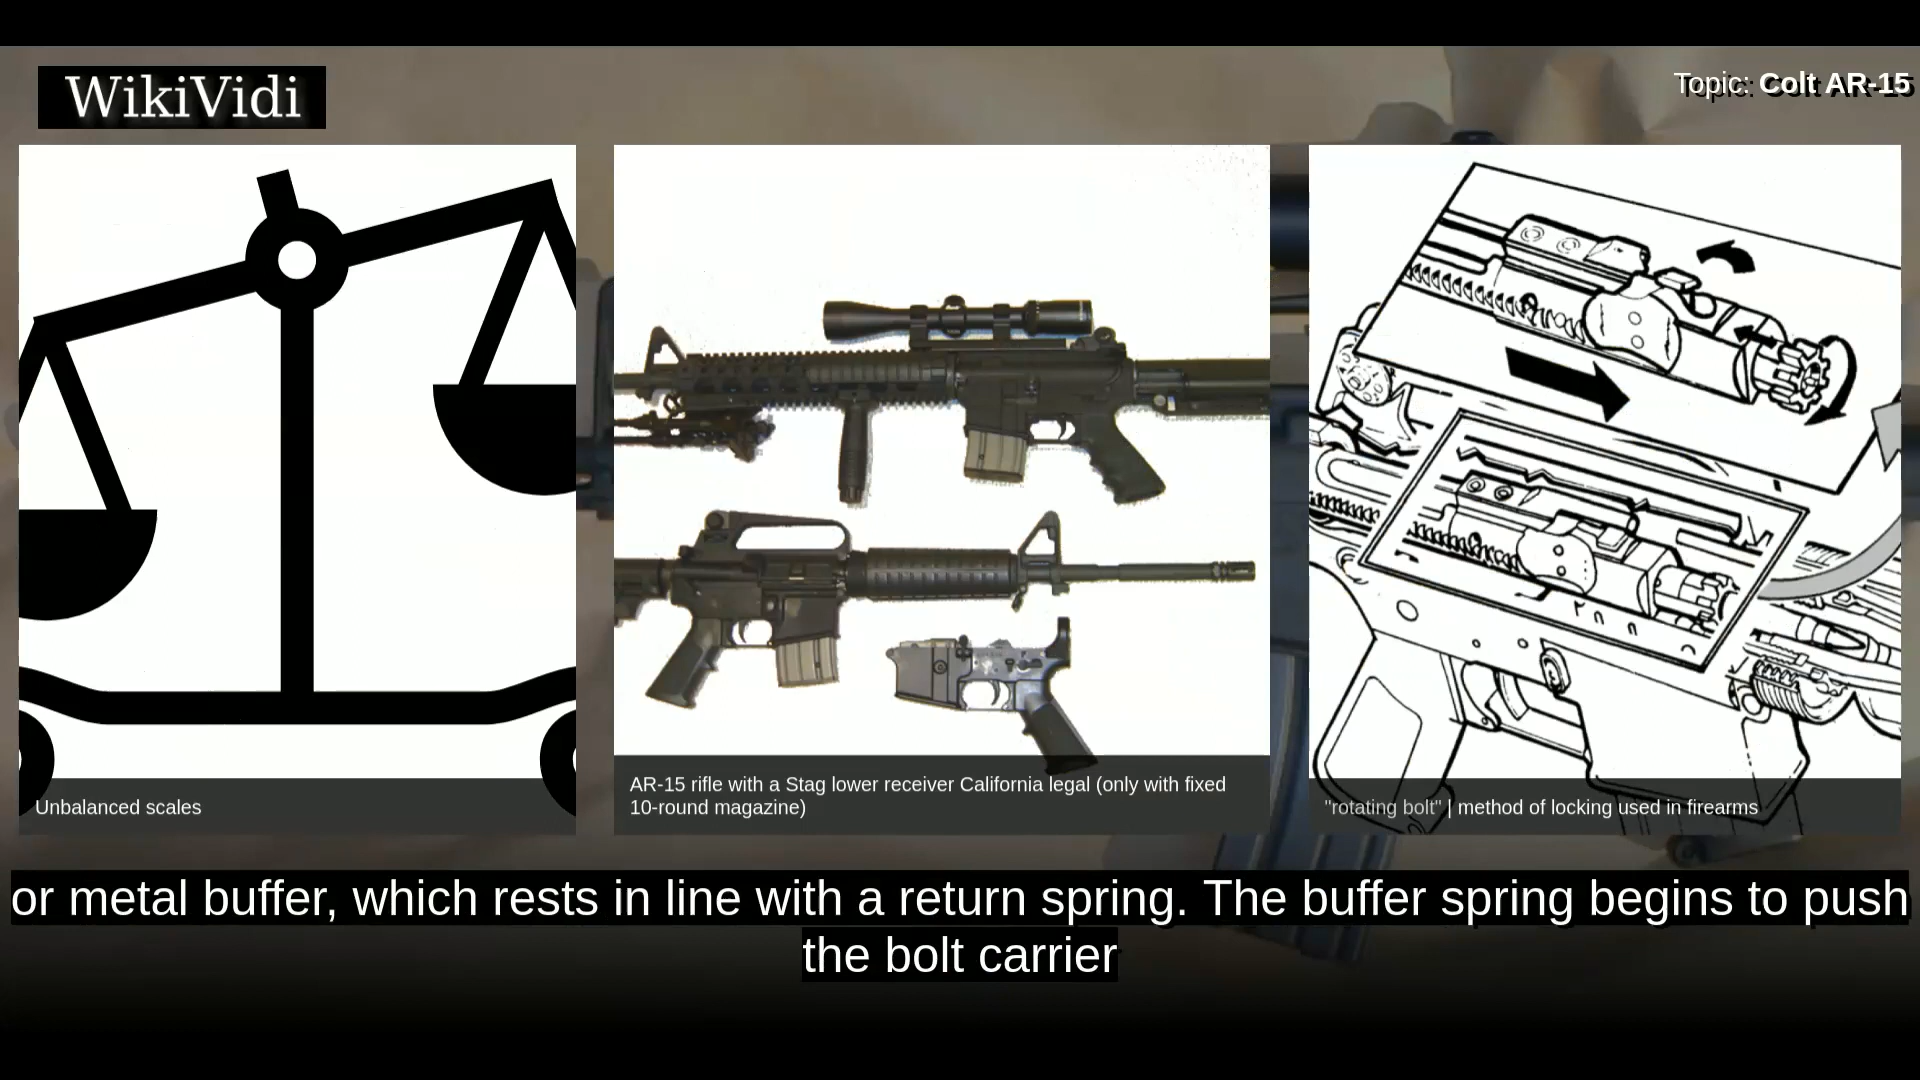 WikiVidi
Topic: Colt AR-15
Unbalanced scales
AR-15 rifle with a Stag lower receiver California legal (only with fixed
10-round magazine)
"rotating bolt" | method of locking used in firearms
or metal buffer, which rests in line with a return spring. The buffer spring begins to push
the bolt carrier